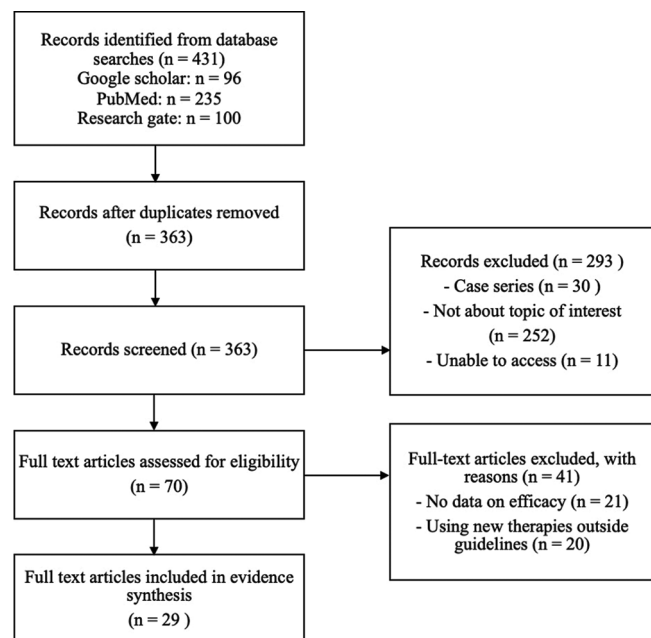 Records identified from database
searches (n = 431)
Google scholar: n = 96
PubMed: n = 235
Research gate: n = 100
Records after duplicates removed
(n = 363)
Records excluded (n = 293 )
- Case series (n = 30 )
- Not about topic of interest
(n = 252)
- Unable to access (n = 11)
Records screened (n = 363)
Full text articles assessed for eligibility
(n = 70)
Full-text articles excluded, with
reasons (n = 41)
- No data on efficacy (n = 21)
- Using new therapies outside
guidelines (n = 20)
Full text articles included in evidence
synthesis
(n = 29 )